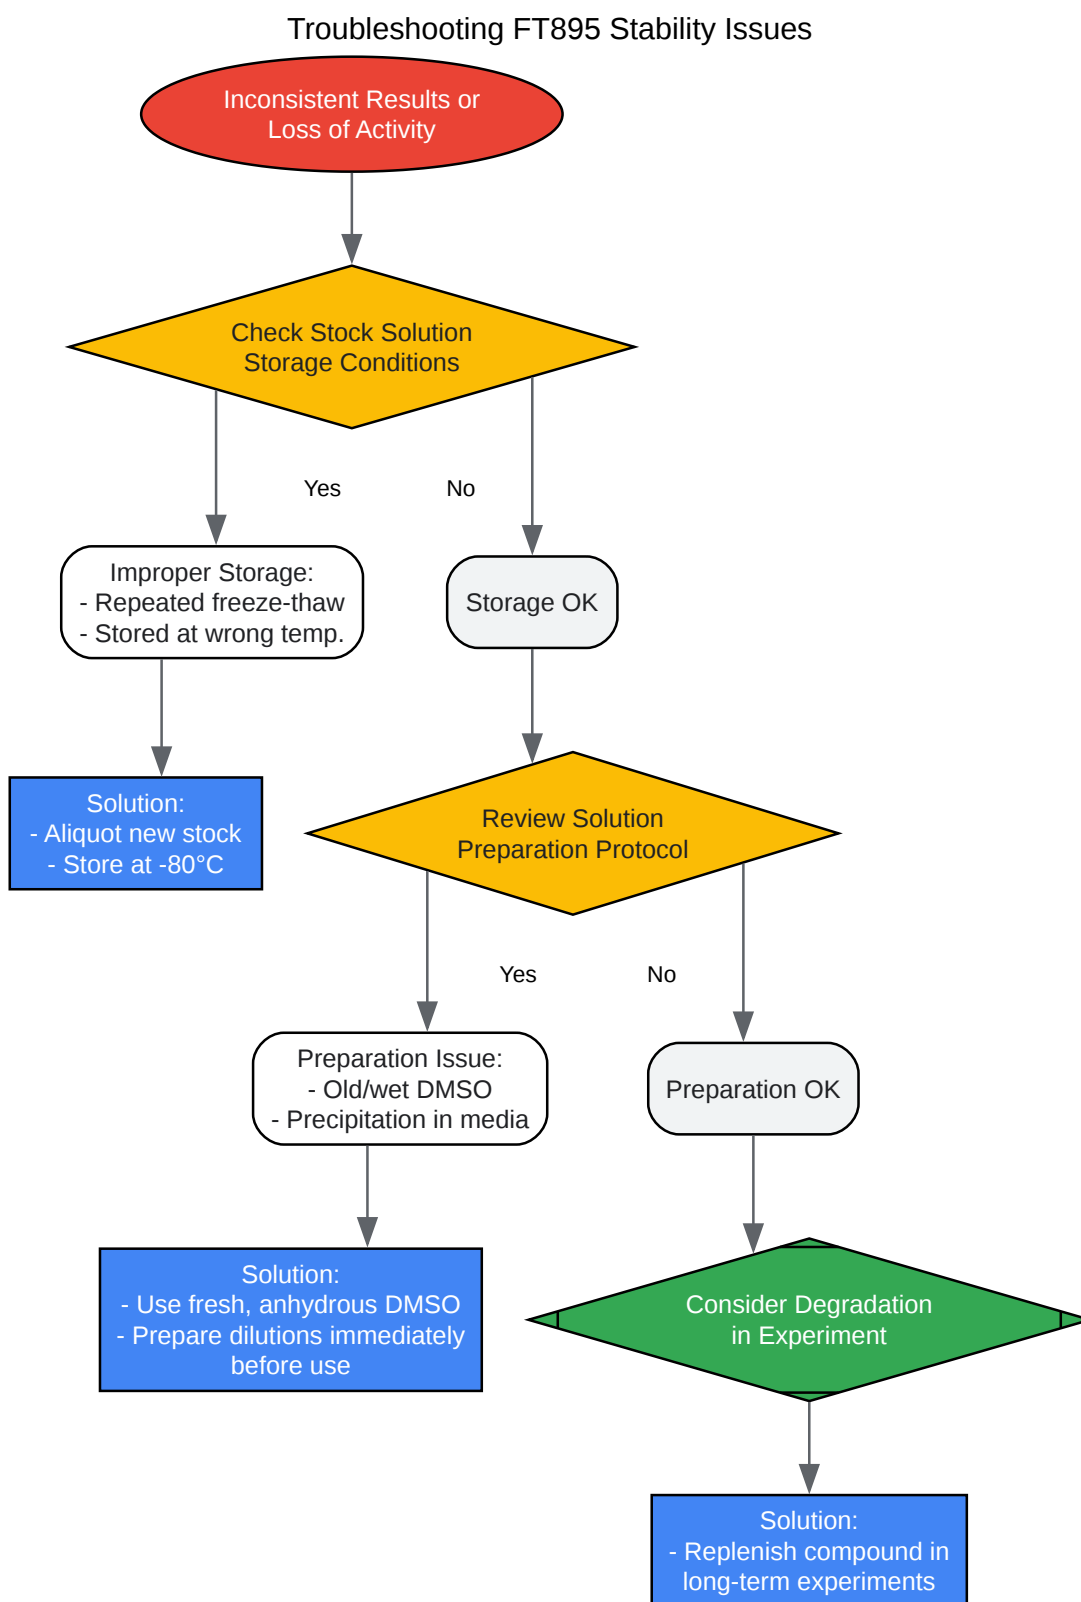 Troubleshooting FT895 Stability Issues
Inconsistent Results or
Loss of Activity
Check Stock Solution
Storage Conditions
Yes
No
Improper Storage:
- Repeated freeze-thaw
- Stored at wrong temp.
Storage OK
Solution:
- Aliquot new stock
- Store at -80°C
Review Solution
Preparation Protocol
Yes
No
Preparation Issue:
- Old/wet DMSO
- Precipitation in media
Preparation OK
Solution:
- Use fresh, anhydrous DMSO
- Prepare dilutions immediately
before use
Consider Degradation
in Experiment
Solution:
- Replenish compound in
long-term experiments